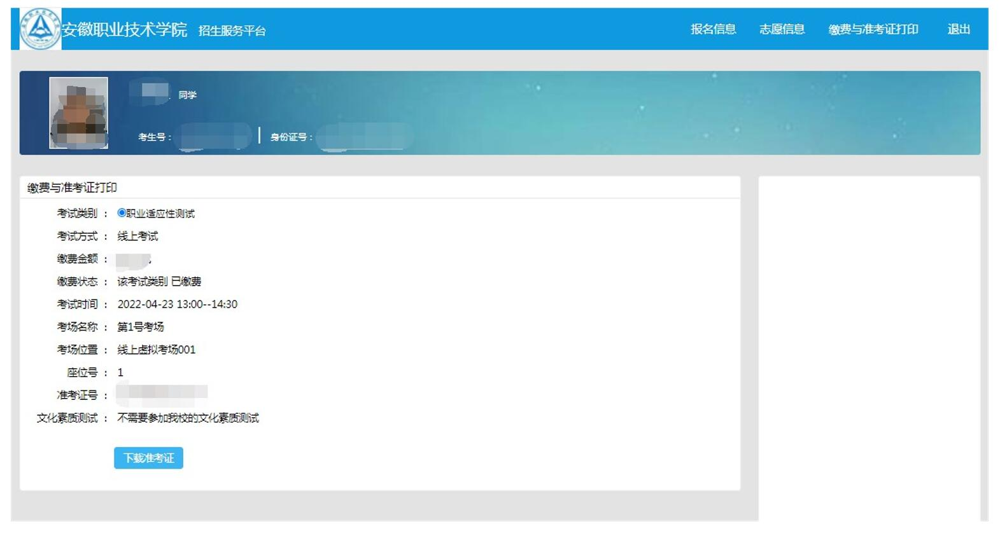 安徽职业技术学院 招生服务平台 报名信息 志愿信息 缴费与准考证打印 退出
同学
考生号： 身份证号：
缴费与准考证打印
考试类别 ： 职业适应性测试
考试方式 ： 线上考试
缴费金额 ：
缴费状态 ： 该考试类别 已缴费
考试时间 ： 2022-04-23 13:00--14:30
考场名称 ： 第1号考场
考场位置 ： 线上虚拟考场001
座位号 ： 1
准考证号 ：
文化素质测试 ： 不需要参加我校的文化素质测试
下载准考证